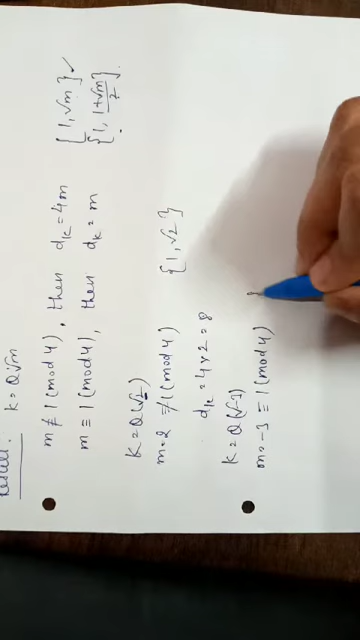 Result: K = Q√m
m ≢ 1 (mod 4), then d_K = 4m {1, √m} ✓
m ≡ 1 (mod 4), then d_K = m {1, (1+√m)/2}
K = Q(√2)
m = 2 ≢ 1 (mod 4) {1, √2}
d_K = 4 × 2 = 8
K = Q(√-3)
m = -3 ≡ 1 (mod 4)